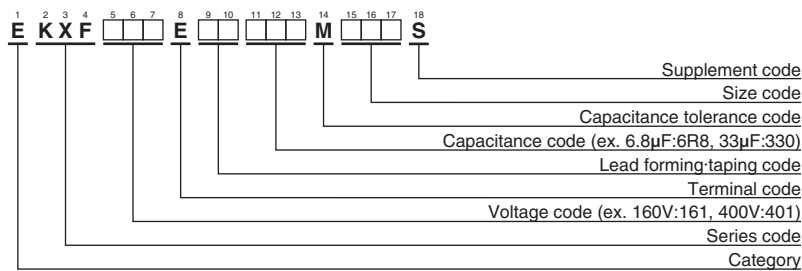 1 2 3 4 5 6 7 8 9 10 11 12 13 14 15 16 17 18
E K X F E M S
Supplement code
Size code
Capacitance tolerance code
Capacitance code (ex. 6.8μF:6R8, 33μF:330)
Lead forming·taping code
Terminal code
Voltage code (ex. 160V:161, 400V:401)
Series code
Category